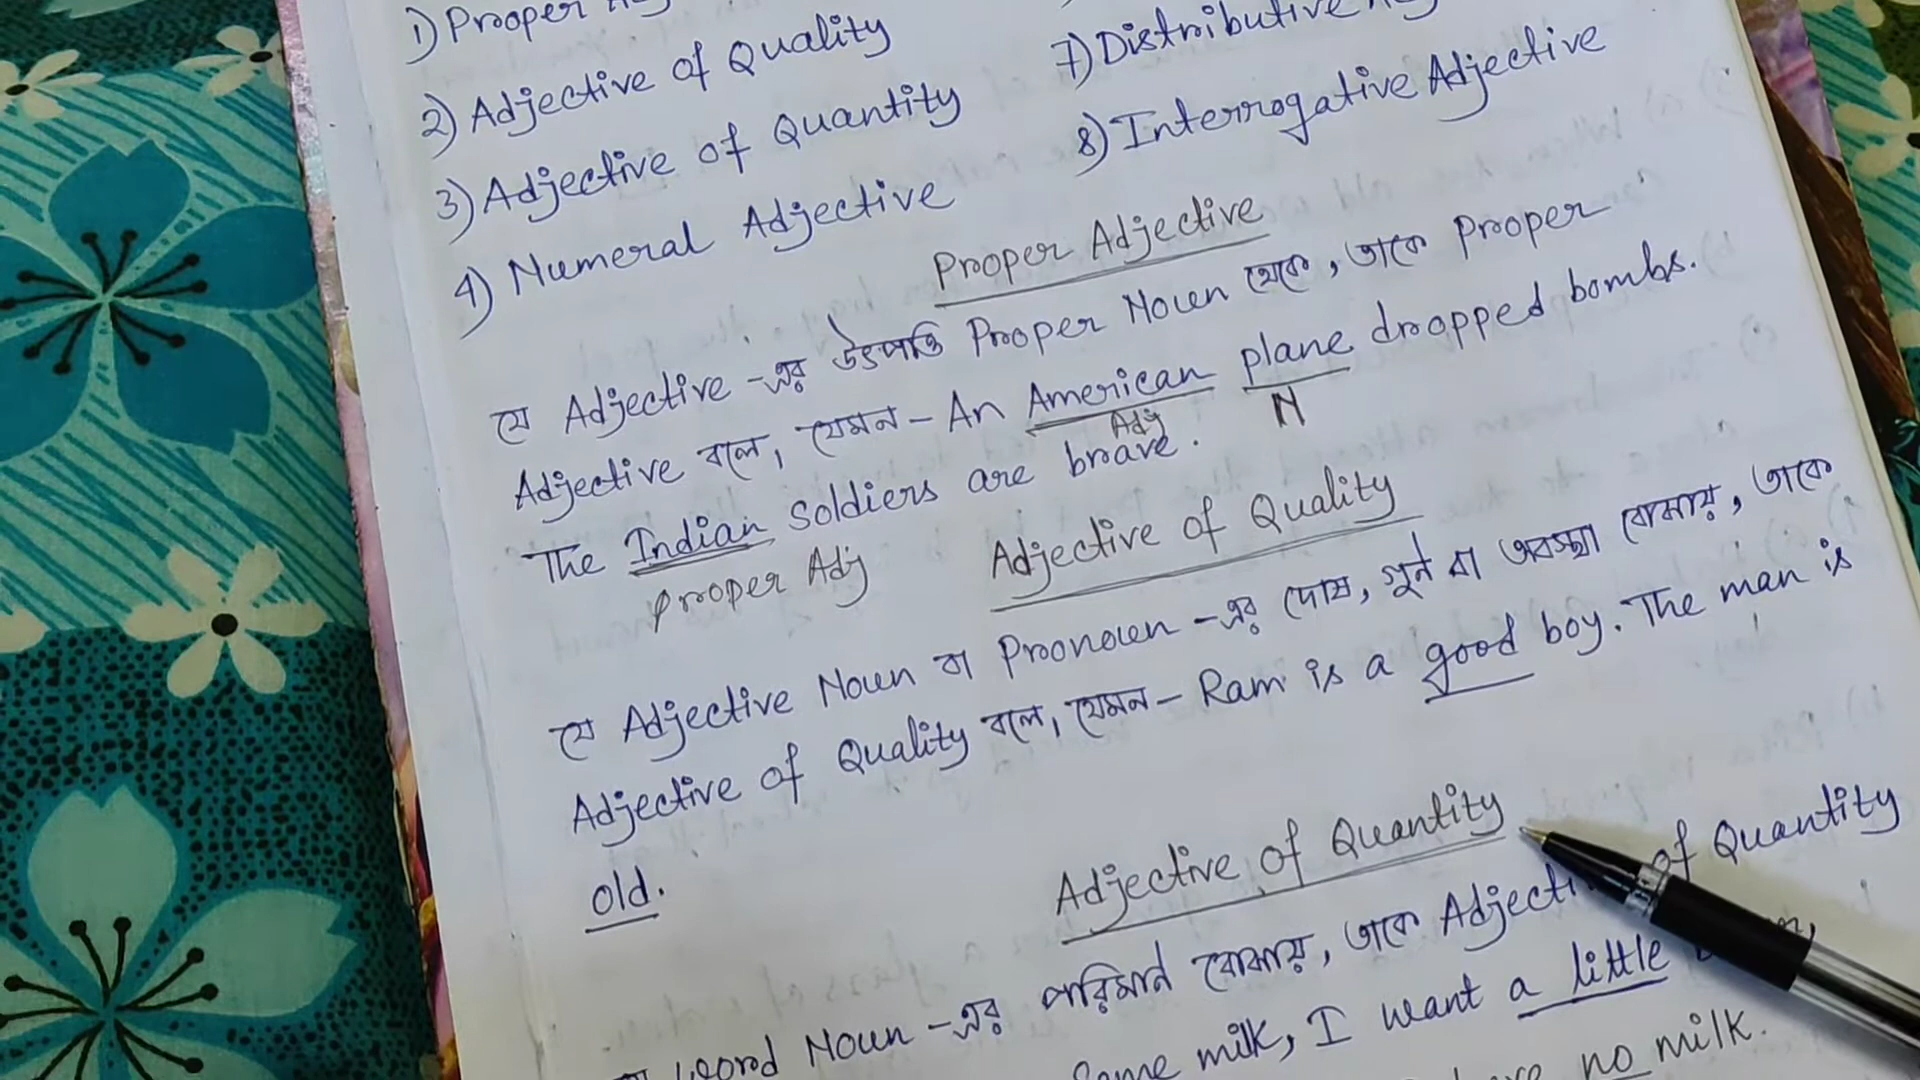 1) Proper
2) Adjective of Quality
3) Adjective of Quantity
4) Numeral Adjective
7) Distributive
8) Interrogative Adjective
Proper Adjective
যে Adjective -এর উৎপত্তি Proper Noun থেকে, তাকে Proper
Adjective বলে, যেমন - An American plane dropped bombs.
Adj N
The Indian soldiers are brave.
Proper Adj
Adjective of Quality
যে Adjective Noun বা Pronoun -এর দোষ, গুন বা অবস্থা বোঝায়, তাকে
Adjective of Quality বলে, যেমন - Ram is a good boy. The man is
old.
Adjective of Quantity
word Noun -এর পরিমান বোঝায়, তাকে of Quantity
Some milk, I want a little
no milk.